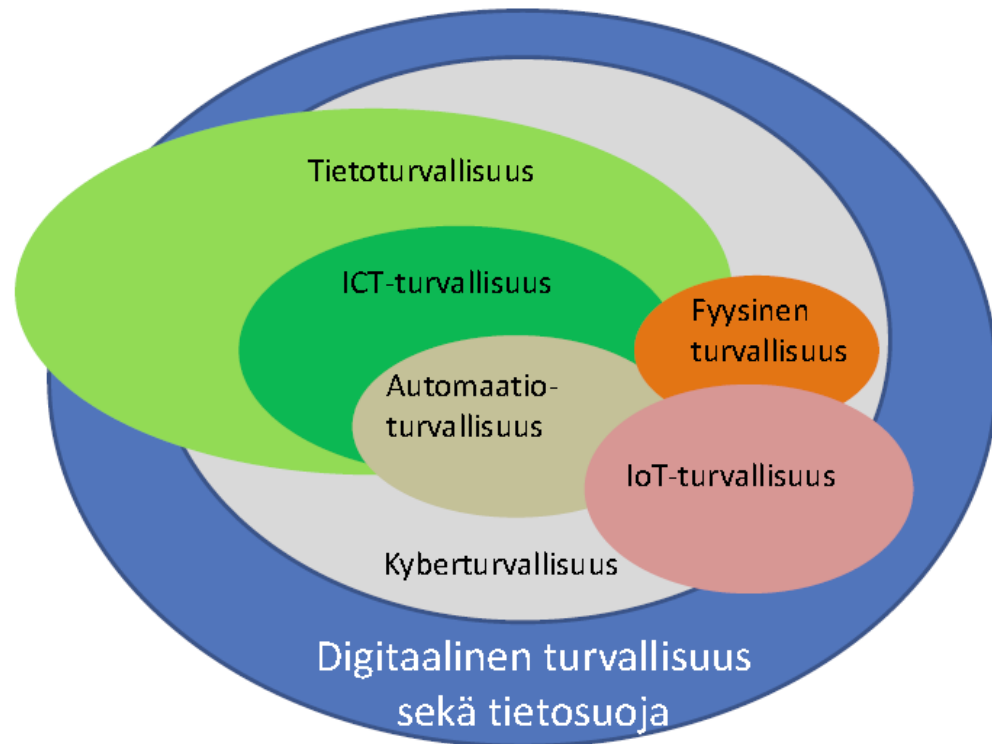 Tietoturvallisuus
ICT-turvallisuus
Fyysinen
turvallisuus
Automaatio-
turvallisuus
IoT-turvallisuus
Kyberturvallisuus
Digitaalinen turvallisuus
sekä tietosuoja